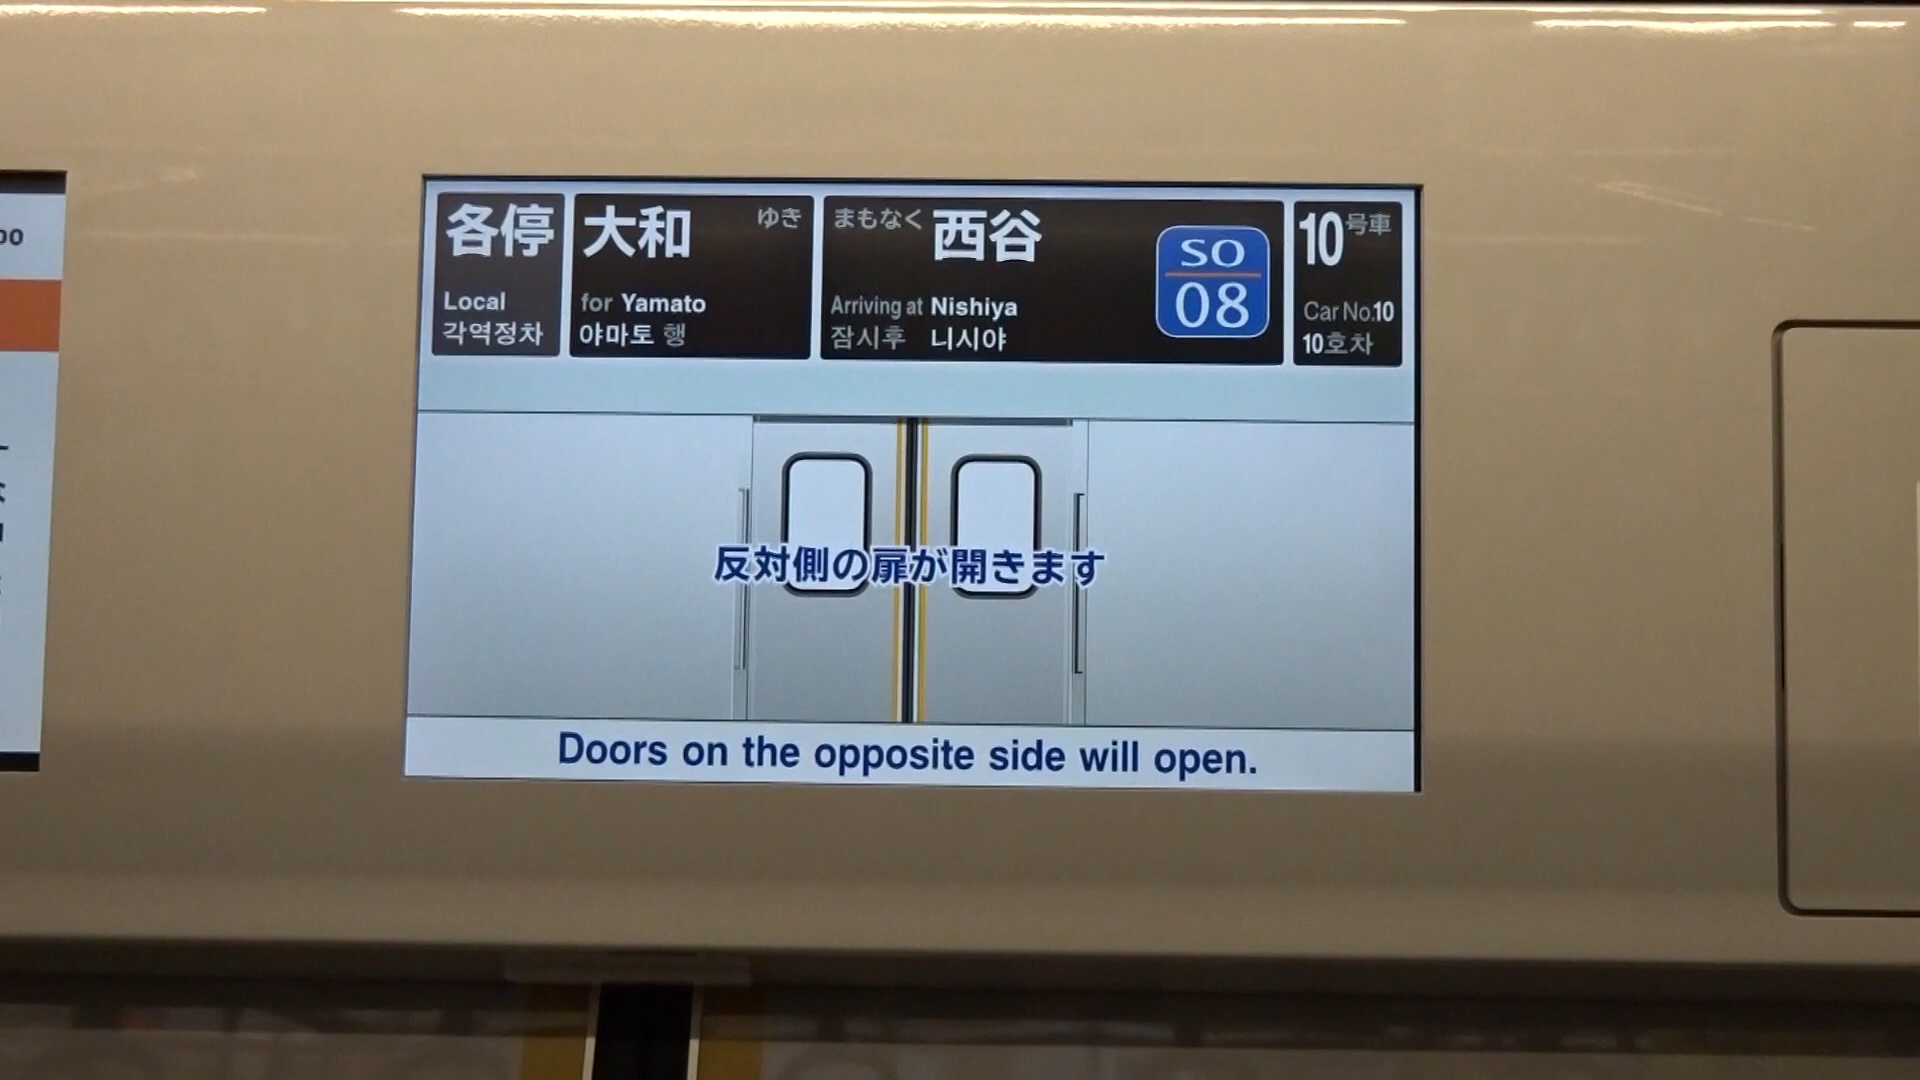 各停
Local
각역정차
大和 ゆき
for Yamato
야마토 행
まもなく 西谷
Arriving at Nishiya
잠시후 니시야
SO
08
10号車
Car No.10
10호차
反対側の扉が開きます
Doors on the opposite side will open.